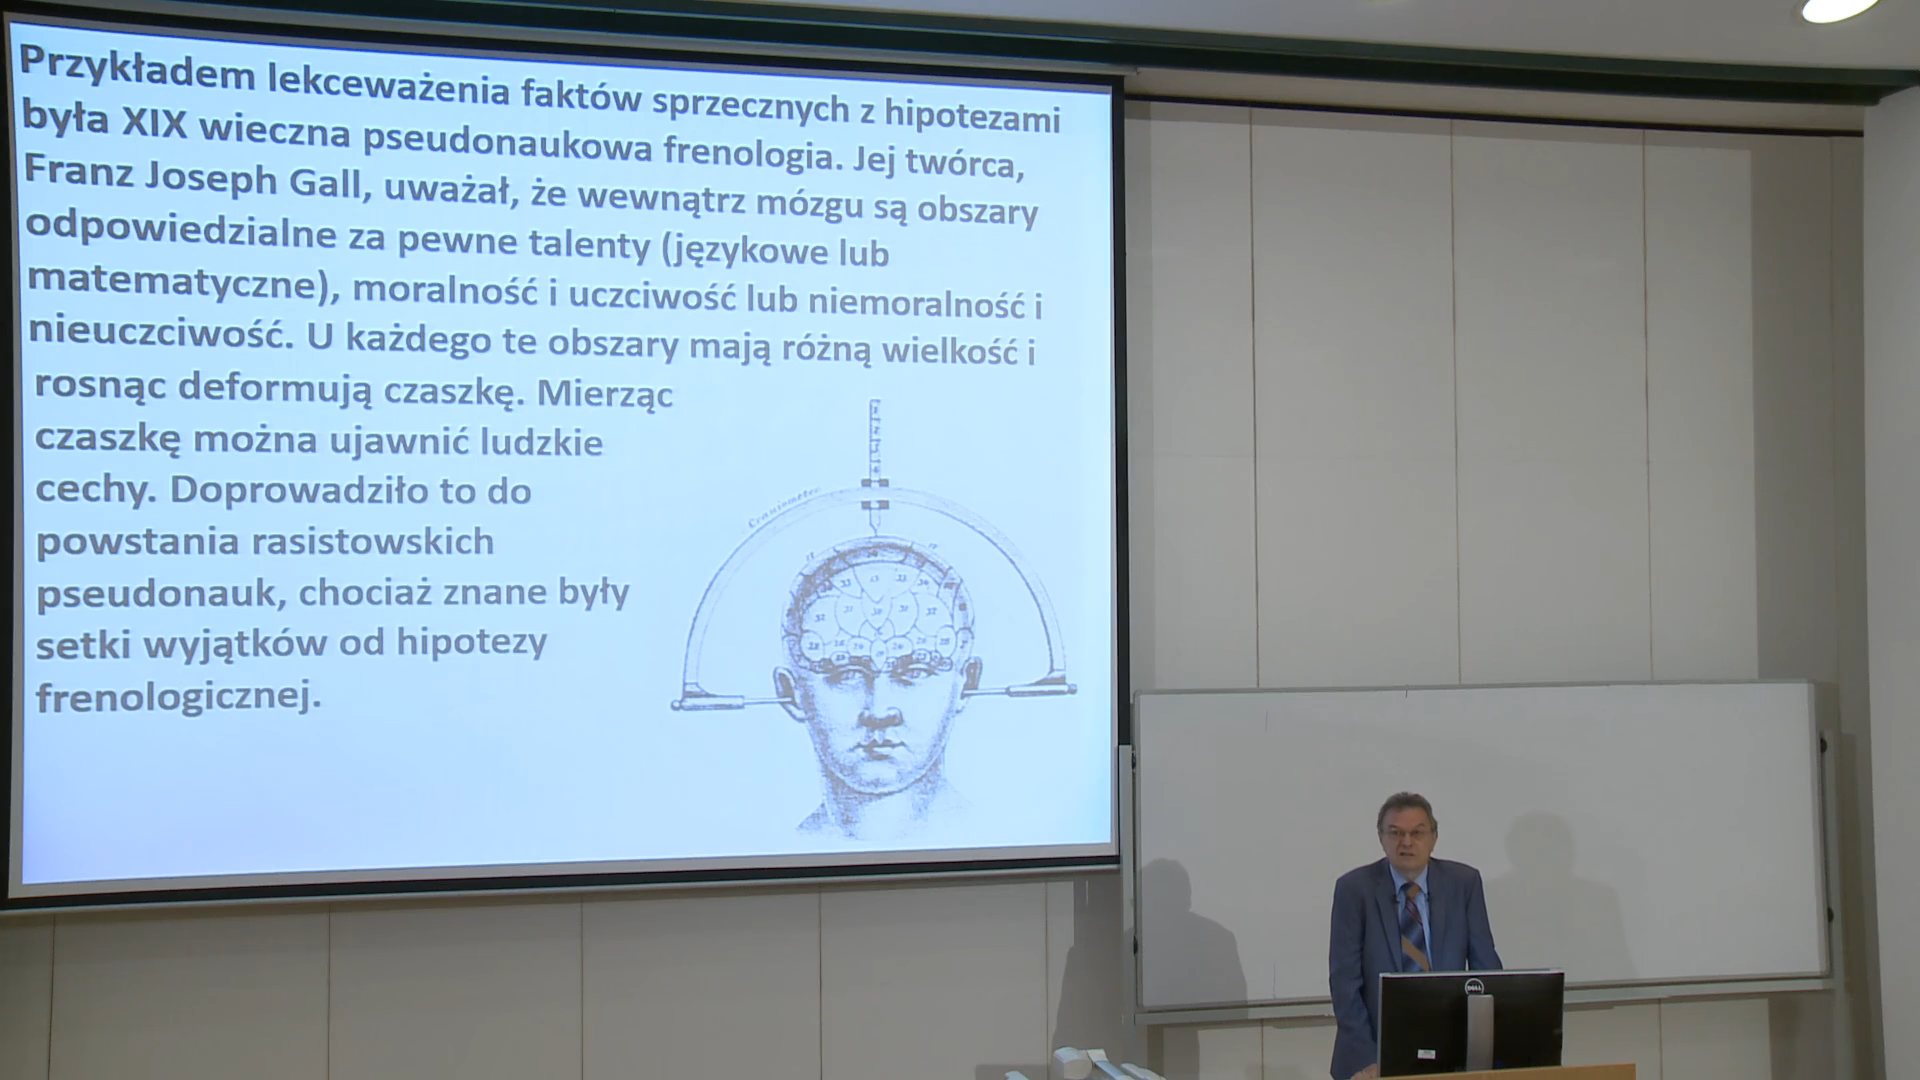 Przykładem lekceważenia faktów sprzecznych z hipotezami
była XIX wieczna pseudonaukowa frenologia. Jej twórca,
Franz Joseph Gall, uważał, że wewnątrz mózgu są obszary
odpowiedzialne za pewne talenty (językowe lub
matematyczne), moralność i uczciwość lub niemoralność i
nieuczciwość. U każdego te obszary mają różną wielkość i
rosnąc deformują czaszkę. Mierząc
czaszkę można ujawnić ludzkie
cechy. Doprowadziło to do
powstania rasistowskich
pseudonauk, chociaż znane były
setki wyjątków od hipotezy
frenologicznej.
Craniometer
DELL